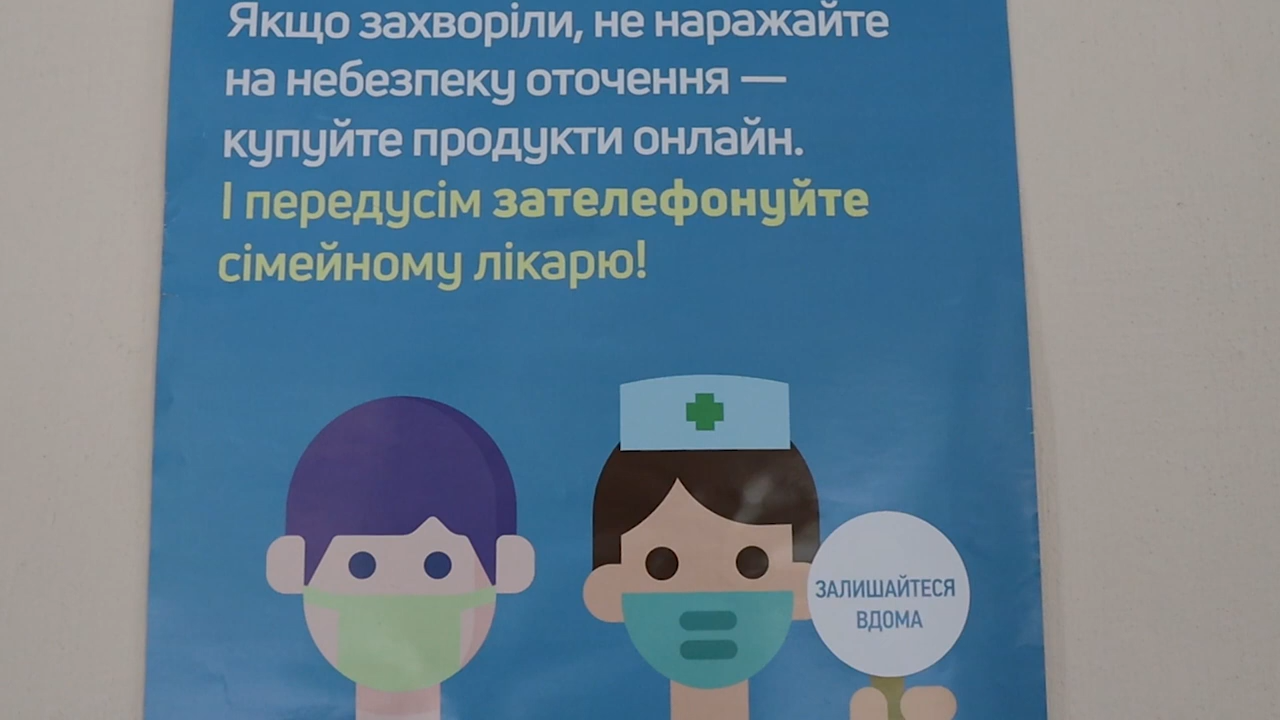 Якщо захворіли, не наражайте
на небезпеку оточення —
купуйте продукти онлайн.
І передусім зателефонуйте
сімейному лікарю!
ЗАЛИШАЙТЕСЯ
ВДОМА